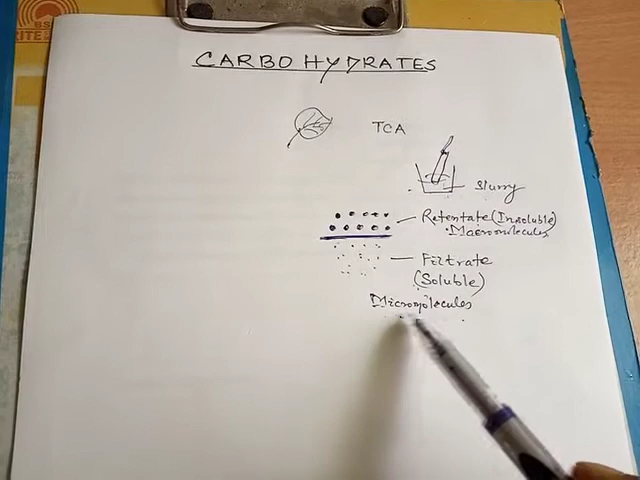 CARBOHYDRATES
TCA
Slurry
Retentate (Insoluble)
Macromolecules
Filtrate
(Soluble)
Micromolecules